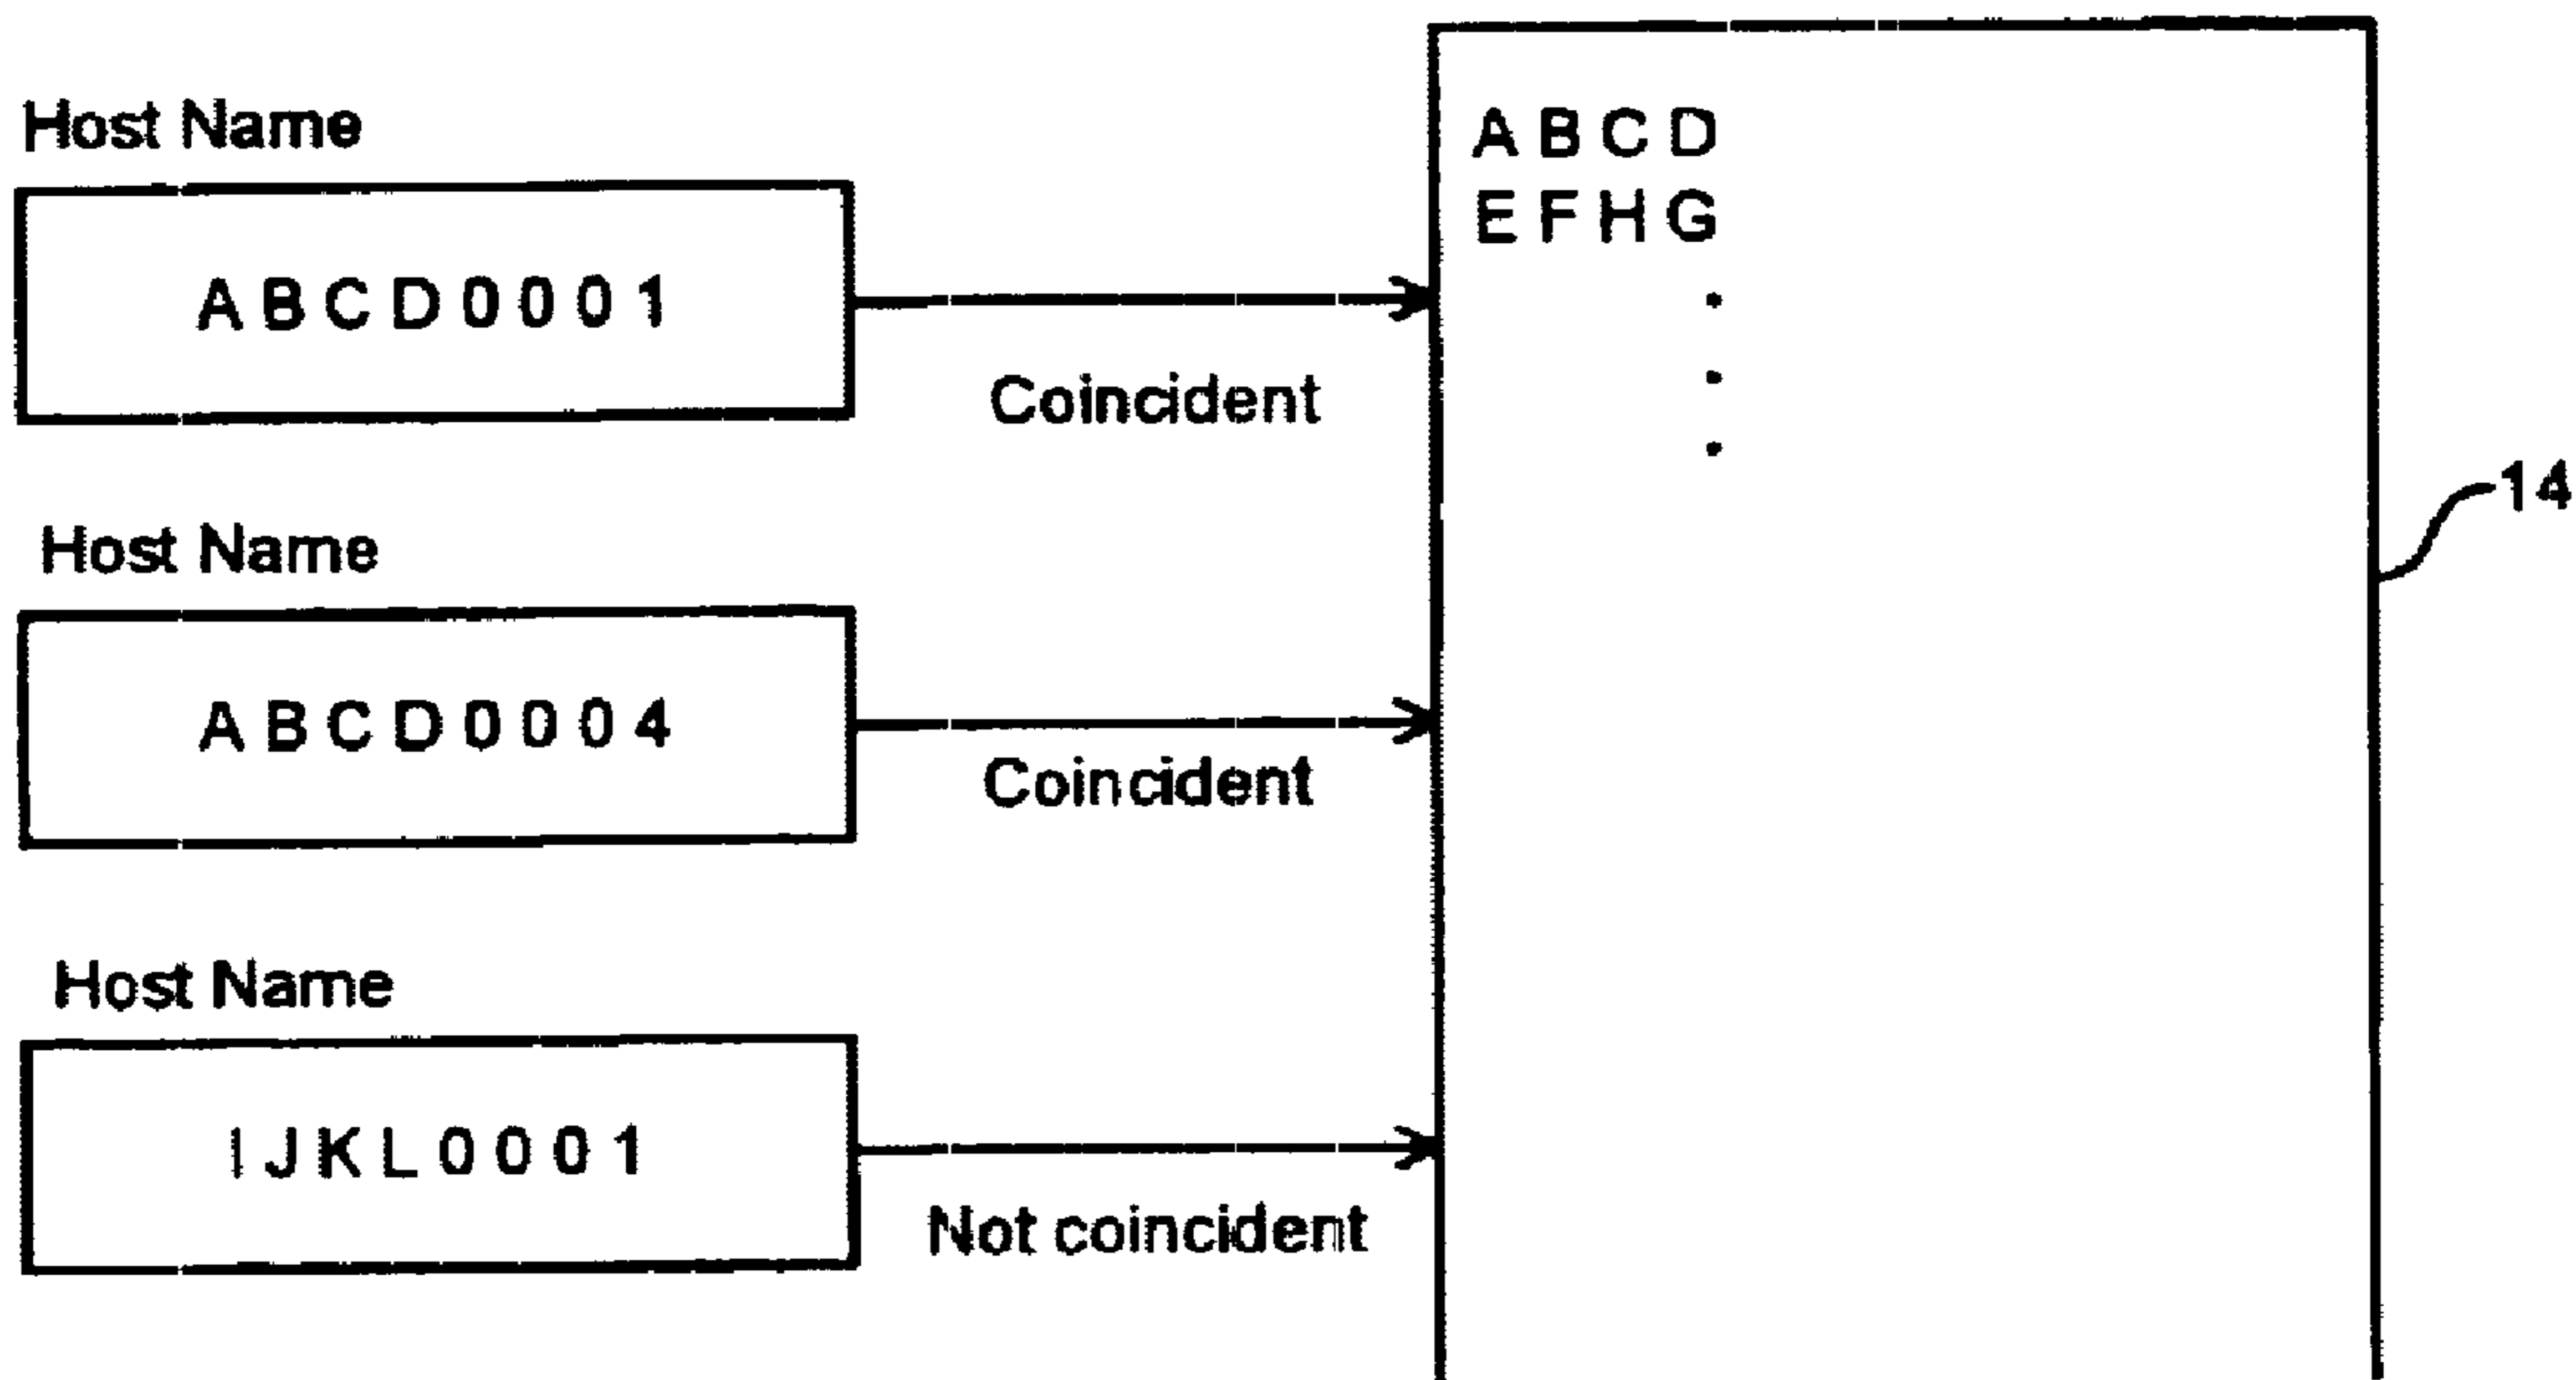 Host Name
ABCD0001
Coincident
Host Name
ABCD0004
Coincident
Host Name
IJKL0001
Not coincident
ABCD
EFHG
.
.
.
14